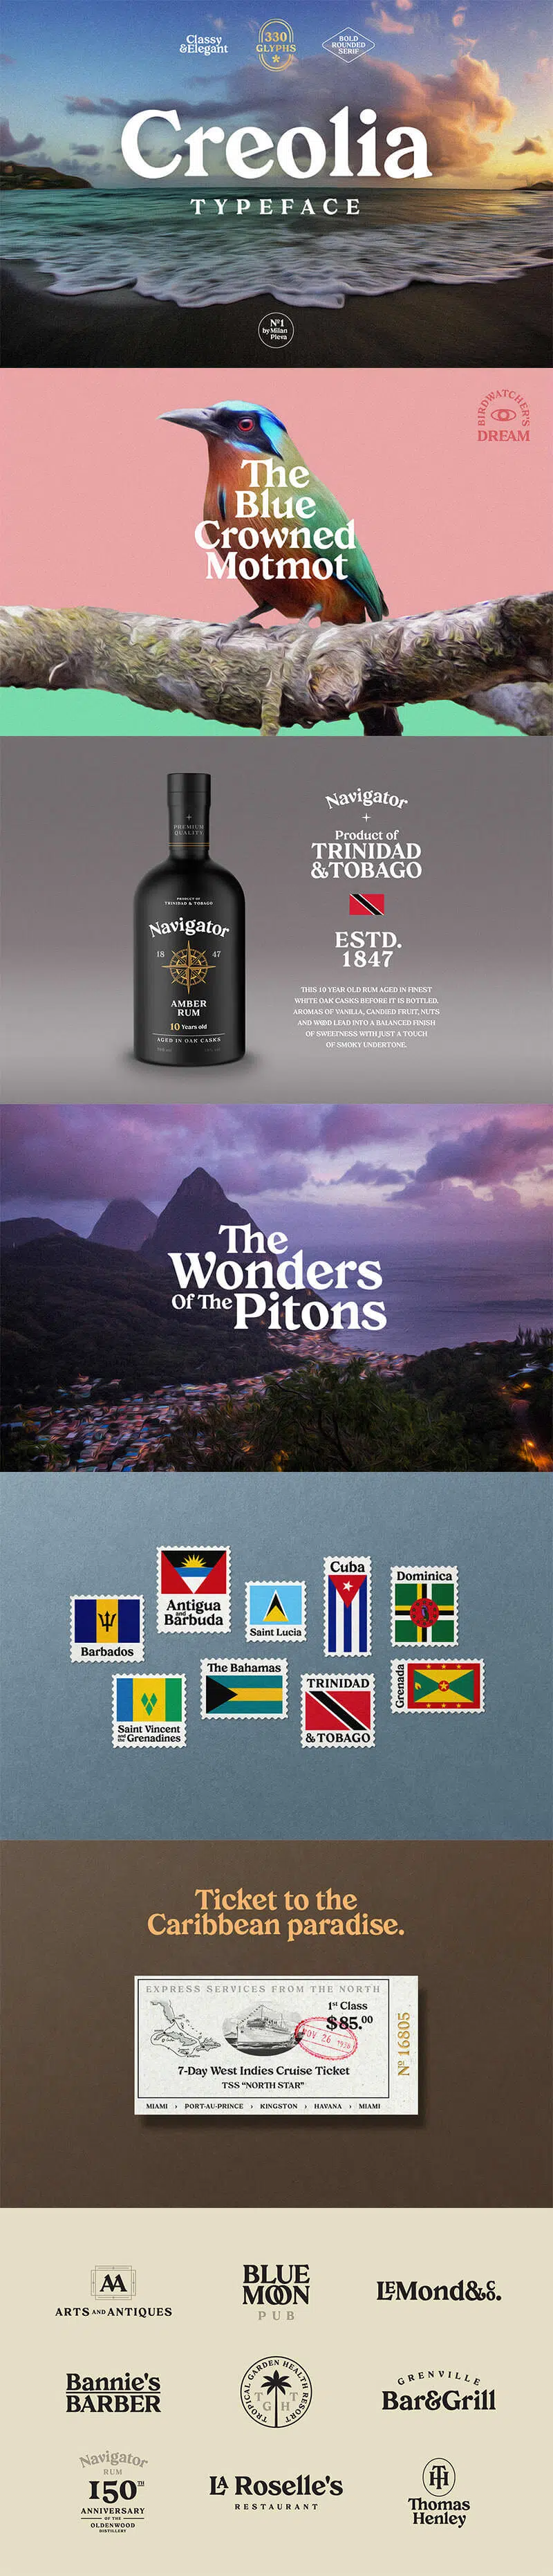 Classy
&Elegant
330
GLYPHS
BOLD
ROUNDED
SERIF
Creolia
TYPEFACE
Nº1
by Milan
Pleva
BIRDWATCHER'S
DREAM
The
Blue
Crowned
Motmot
PREMIUM
QUALITY
PRODUCT OF
TRINIDAD & TOBAGO
Navigator
18 47
AMBER
RUM
10 Years old
AGED IN OAK CASKS
Navigator
Product of
TRINIDAD
&TOBAGO
ESTD.
1847
THIS 10 YEAR OLD RUM AGED IN FINEST
WHITE OAK CASKS BEFORE IT IS BOTTLED.
AROMAS OF VANILLA, CANDIED FRUIT, NUTS
AND WOOD LEAD INTO A BALANCED FINISH
OF SWEETNESS WITH JUST A TOUCH
OF SMOKY UNDERTONE.
The
Wonders
Of The Pitons
Barbados
Antigua
and
Barbuda
Saint Lucia
Cuba
Dominica
Saint Vincent
and the Grenadines
The Bahamas
TRINIDAD
& TOBAGO
Grenada
Ticket to the
Caribbean paradise.
EXPRESS SERVICES FROM THE NORTH
1st Class
$85.00
NOV 26 1938
Nº 16805
7-Day West Indies Cruise Ticket
TSS “NORTH STAR”
MIAMI › PORT-AU-PRINCE › KINGSTON › HAVANA › MIAMI
AA
ARTS AND ANTIQUES
BLUE
MOON
PUB
LEMond&Co.
Bannie's
BARBER
TROPICAL GARDEN HEALTH RESORT
TGHT
GRENVILLE
Bar&Grill
Navigator
RUM
150TH
ANNIVERSARY
OF THE
OLDENWOOD
DISTILLERY
LA Roselle's
RESTAURANT
TH
Thomas
Henley